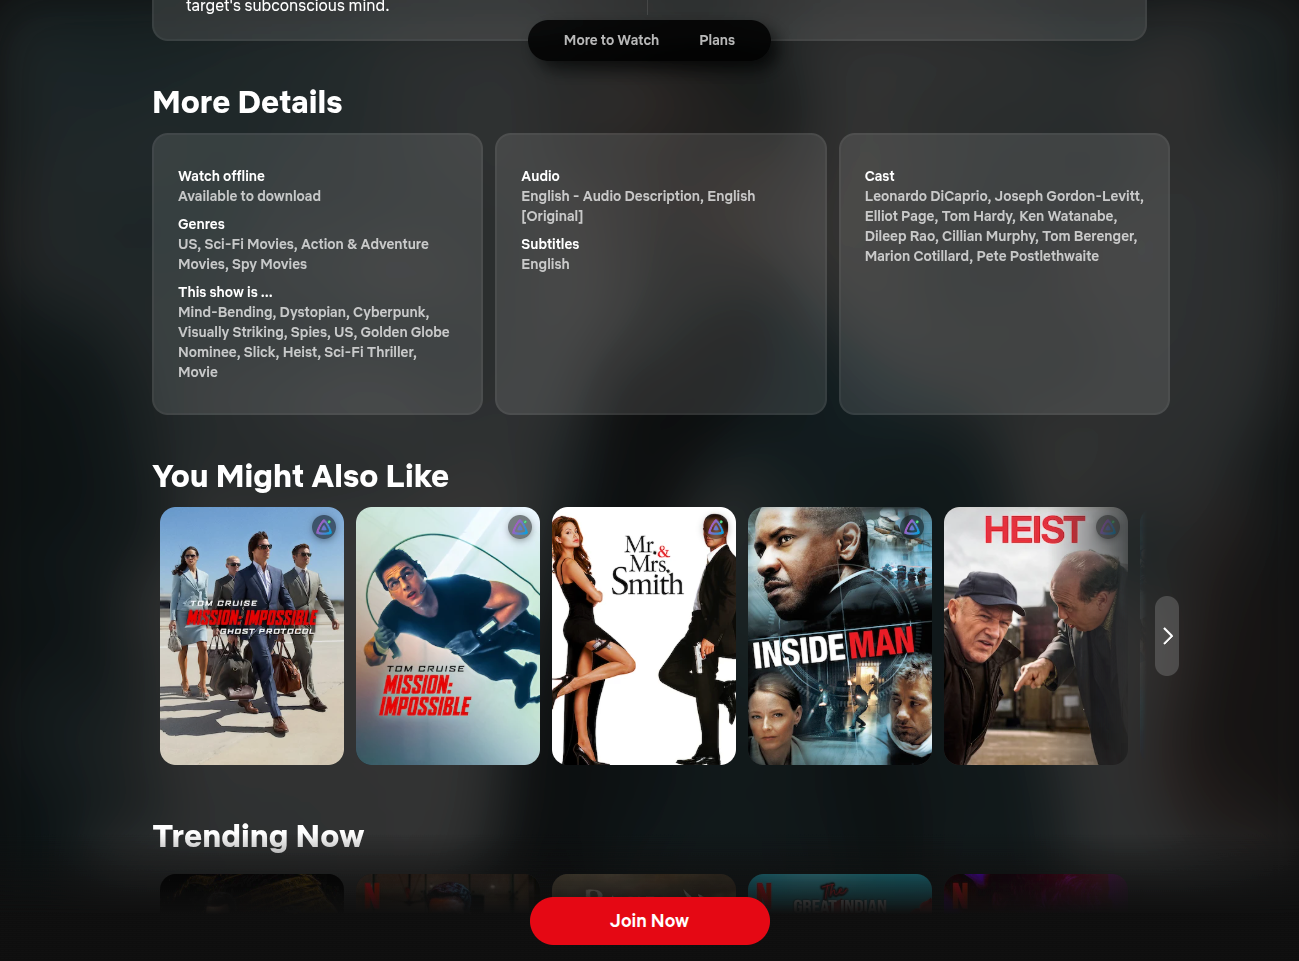 target's subconscious mind.
More to Watch Plans
More Details
Watch offline
Available to download
Genres
US, Sci-Fi Movies, Action & Adventure
Movies, Spy Movies
This show is ...
Mind-Bending, Dystopian, Cyberpunk,
Visually Striking, Spies, US, Golden Globe
Nominee, Slick, Heist, Sci-Fi Thriller,
Movie
Audio
English - Audio Description, English
[Original]
Subtitles
English
Cast
Leonardo DiCaprio, Joseph Gordon-Levitt,
Elliot Page, Tom Hardy, Ken Watanabe,
Dileep Rao, Cillian Murphy, Tom Berenger,
Marion Cotillard, Pete Postlethwaite
You Might Also Like
TOM CRUISE
MISSION: IMPOSSIBLE
GHOST PROTOCOL
TOM CRUISE
MISSION:
IMPOSSIBLE
Mr. &
Mrs.
Smith
INSIDE MAN
HEIST
Trending Now
N
N
The
GREAT INDIAN
N
Join Now